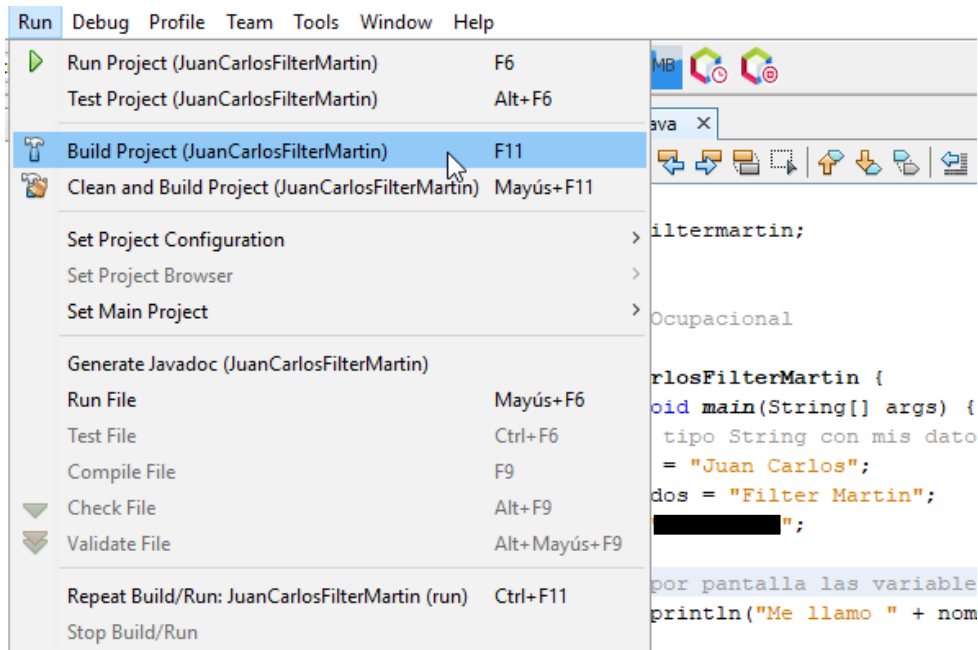 Run Debug Profile Team Tools Window Help
Run Project (JuanCarlosFilterMartin) F6
Test Project (JuanCarlosFilterMartin) Alt+F6
Build Project (JuanCarlosFilterMartin) F11
Clean and Build Project (JuanCarlosFilterMartin) Mayús+F11
Set Project Configuration
Set Project Browser
Set Main Project
Generate Javadoc (JuanCarlosFilterMartin)
Run File Mayús+F6
Test File Ctrl+F6
Compile File F9
Check File Alt+F9
Validate File Alt+Mayús+F9
Repeat Build/Run: JuanCarlosFilterMartin (run) Ctrl+F11
Stop Build/Run
MB
ava
iltermartin;
Ocupacional
rlosFilterMartin {
oid main(String[] args) {
tipo String con mis dato
= "Juan Carlos";
dos = "Filter Martin";
";
por pantalla las variable
println("Me llamo " + nom